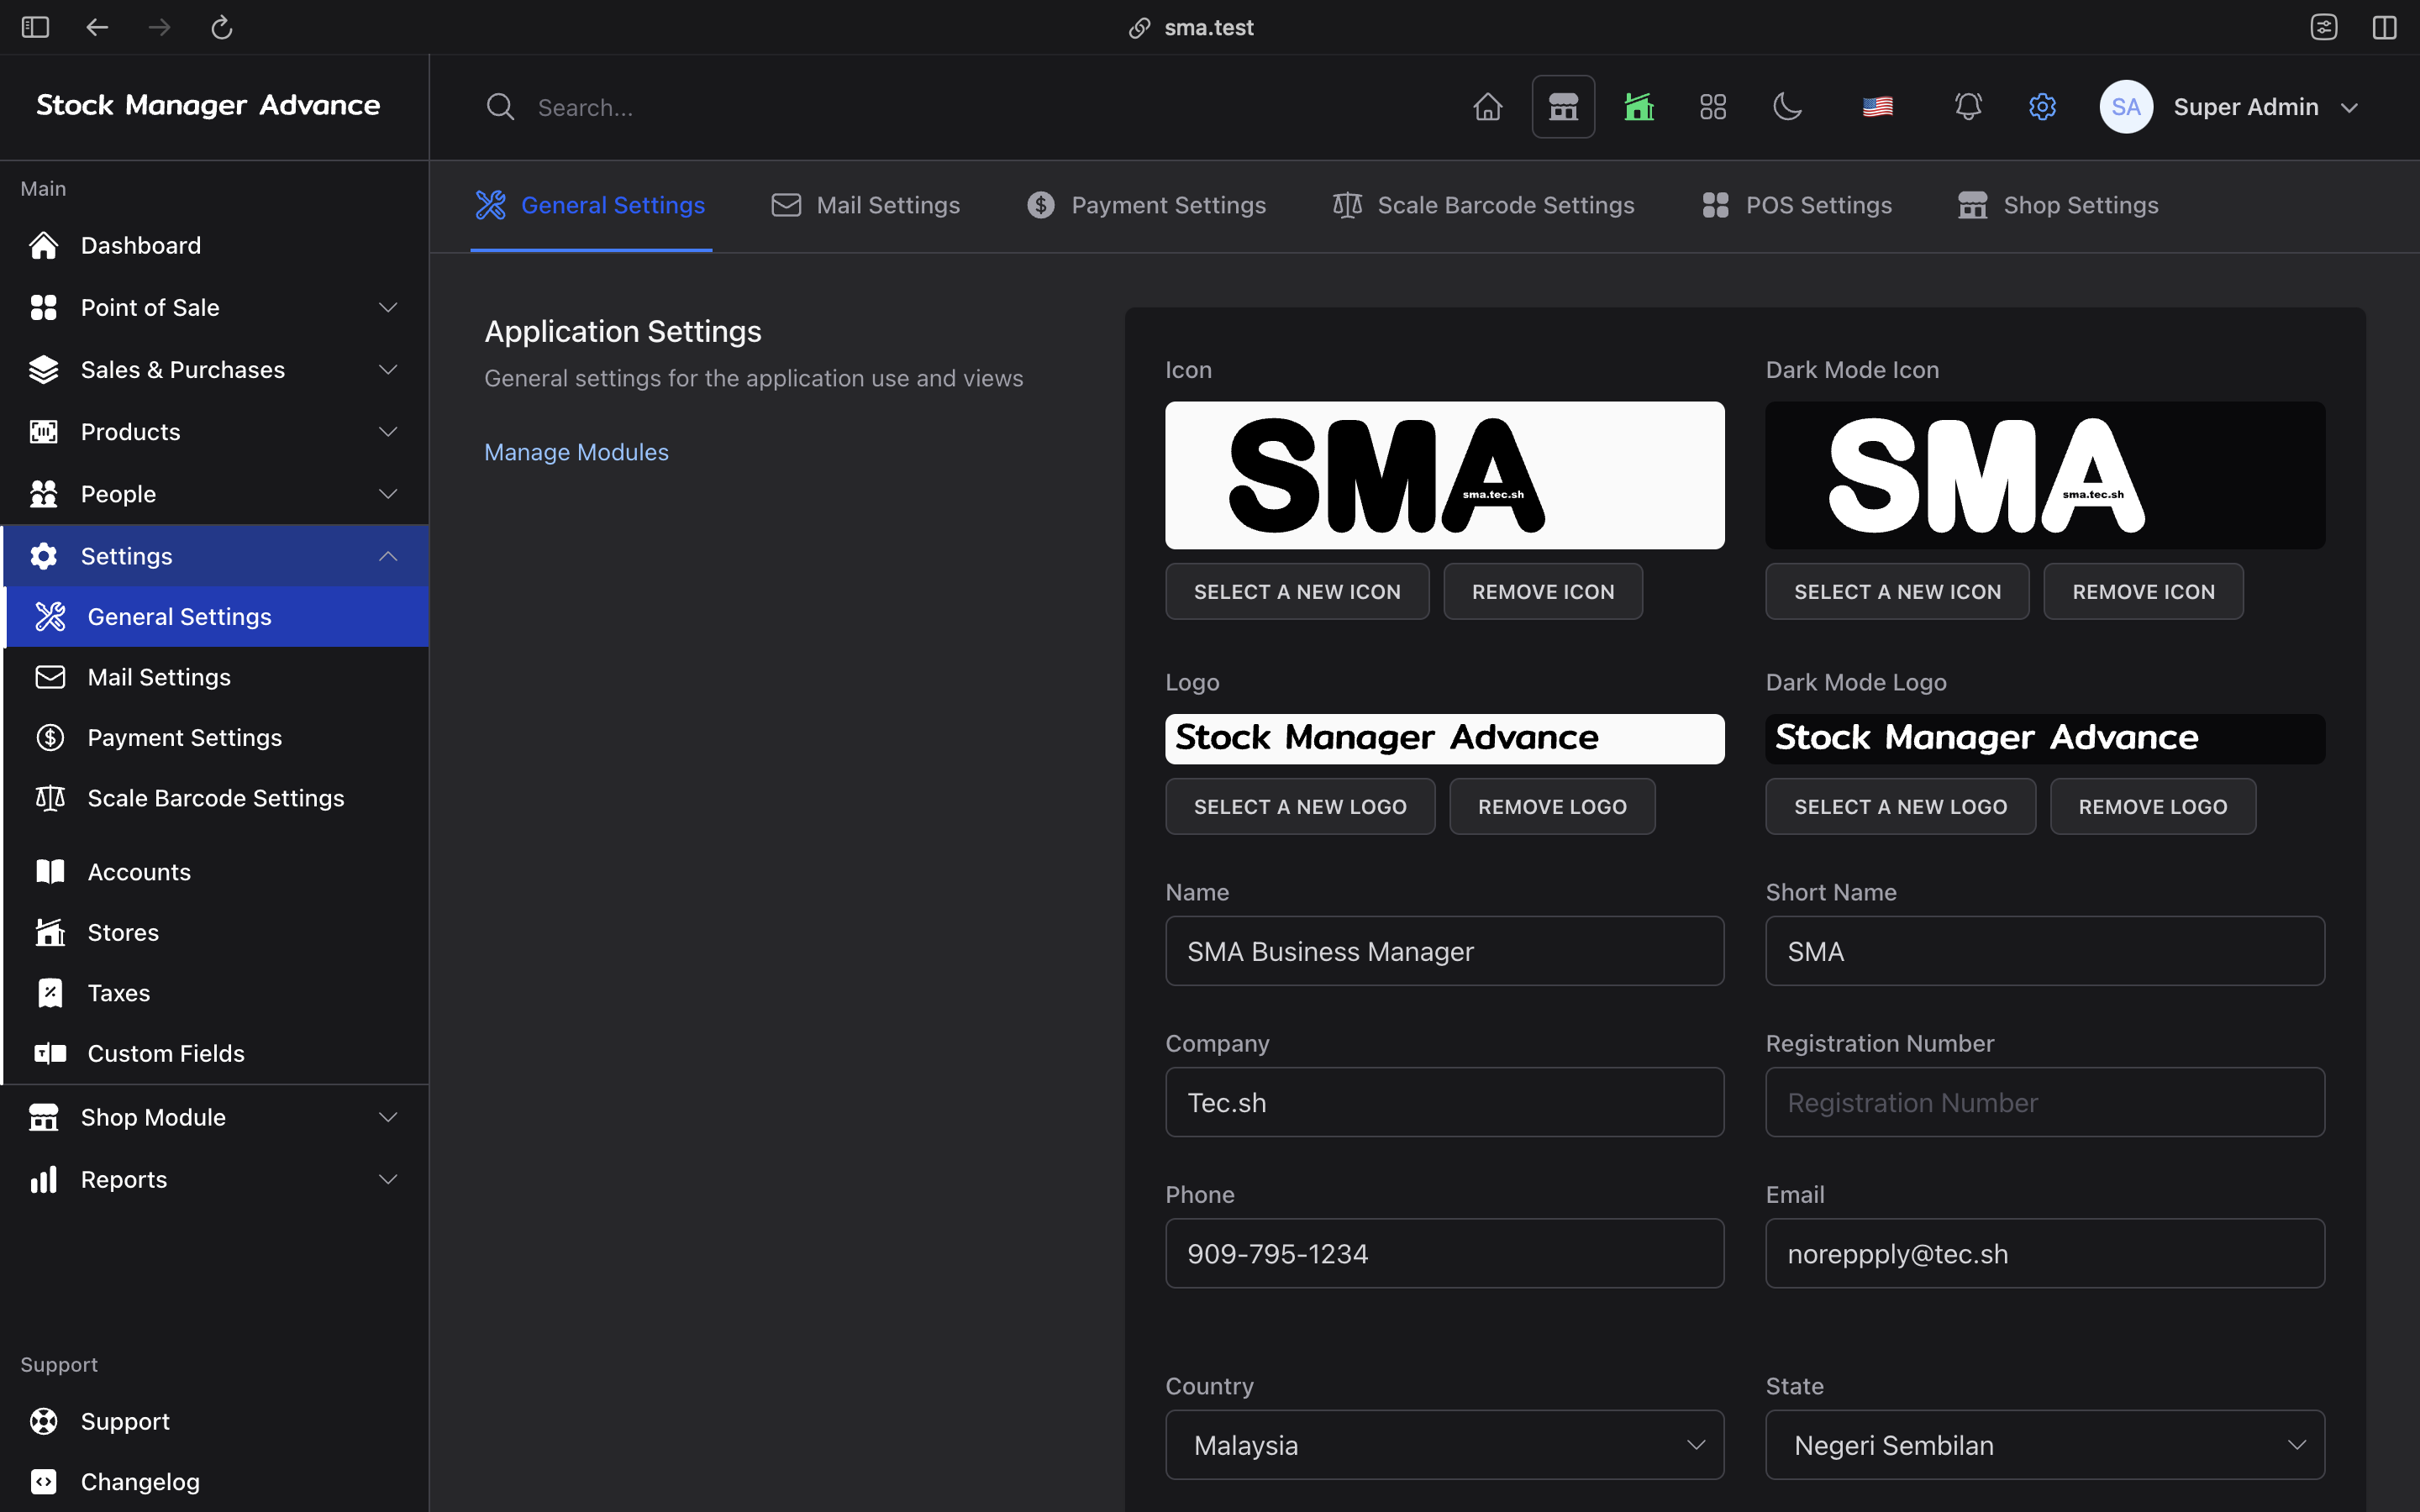 sma.test
Stock Manager Advance
Search...
SA
Super Admin
Main
Dashboard
Point of Sale
Sales & Purchases
Products
People
Settings
General Settings
Mail Settings
Payment Settings
Scale Barcode Settings
Accounts
Stores
Taxes
Custom Fields
Shop Module
Reports
Support
Support
Changelog
General Settings
Mail Settings
Payment Settings
Scale Barcode Settings
POS Settings
Shop Settings
Application Settings
General settings for the application use and views
Manage Modules
Icon
SMA
sma.tec.sh
SELECT A NEW ICON
REMOVE ICON
Dark Mode Icon
SMA
sma.tec.sh
SELECT A NEW ICON
REMOVE ICON
Logo
Stock Manager Advance
SELECT A NEW LOGO
REMOVE LOGO
Dark Mode Logo
Stock Manager Advance
SELECT A NEW LOGO
REMOVE LOGO
Name
SMA Business Manager
Short Name
SMA
Company
Tec.sh
Registration Number
Registration Number
Phone
909-795-1234
Email
noreppply@tec.sh
Country
Malaysia
State
Negeri Sembilan